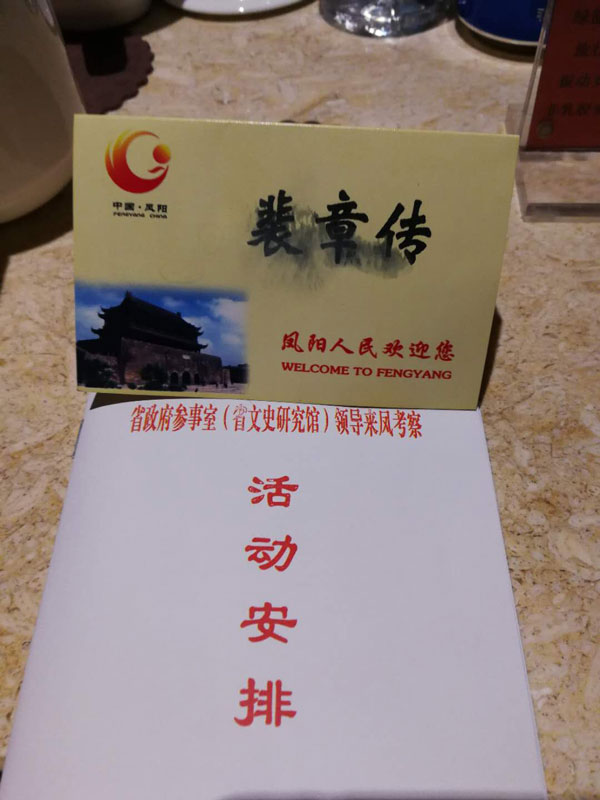 中国·凤阳
FENGYANG CHINA
裴章传
凤阳人民欢迎您
WELCOME TO FENGYANG
省政府参事室（省文史研究馆）领导来凤考察
活
动
安
排